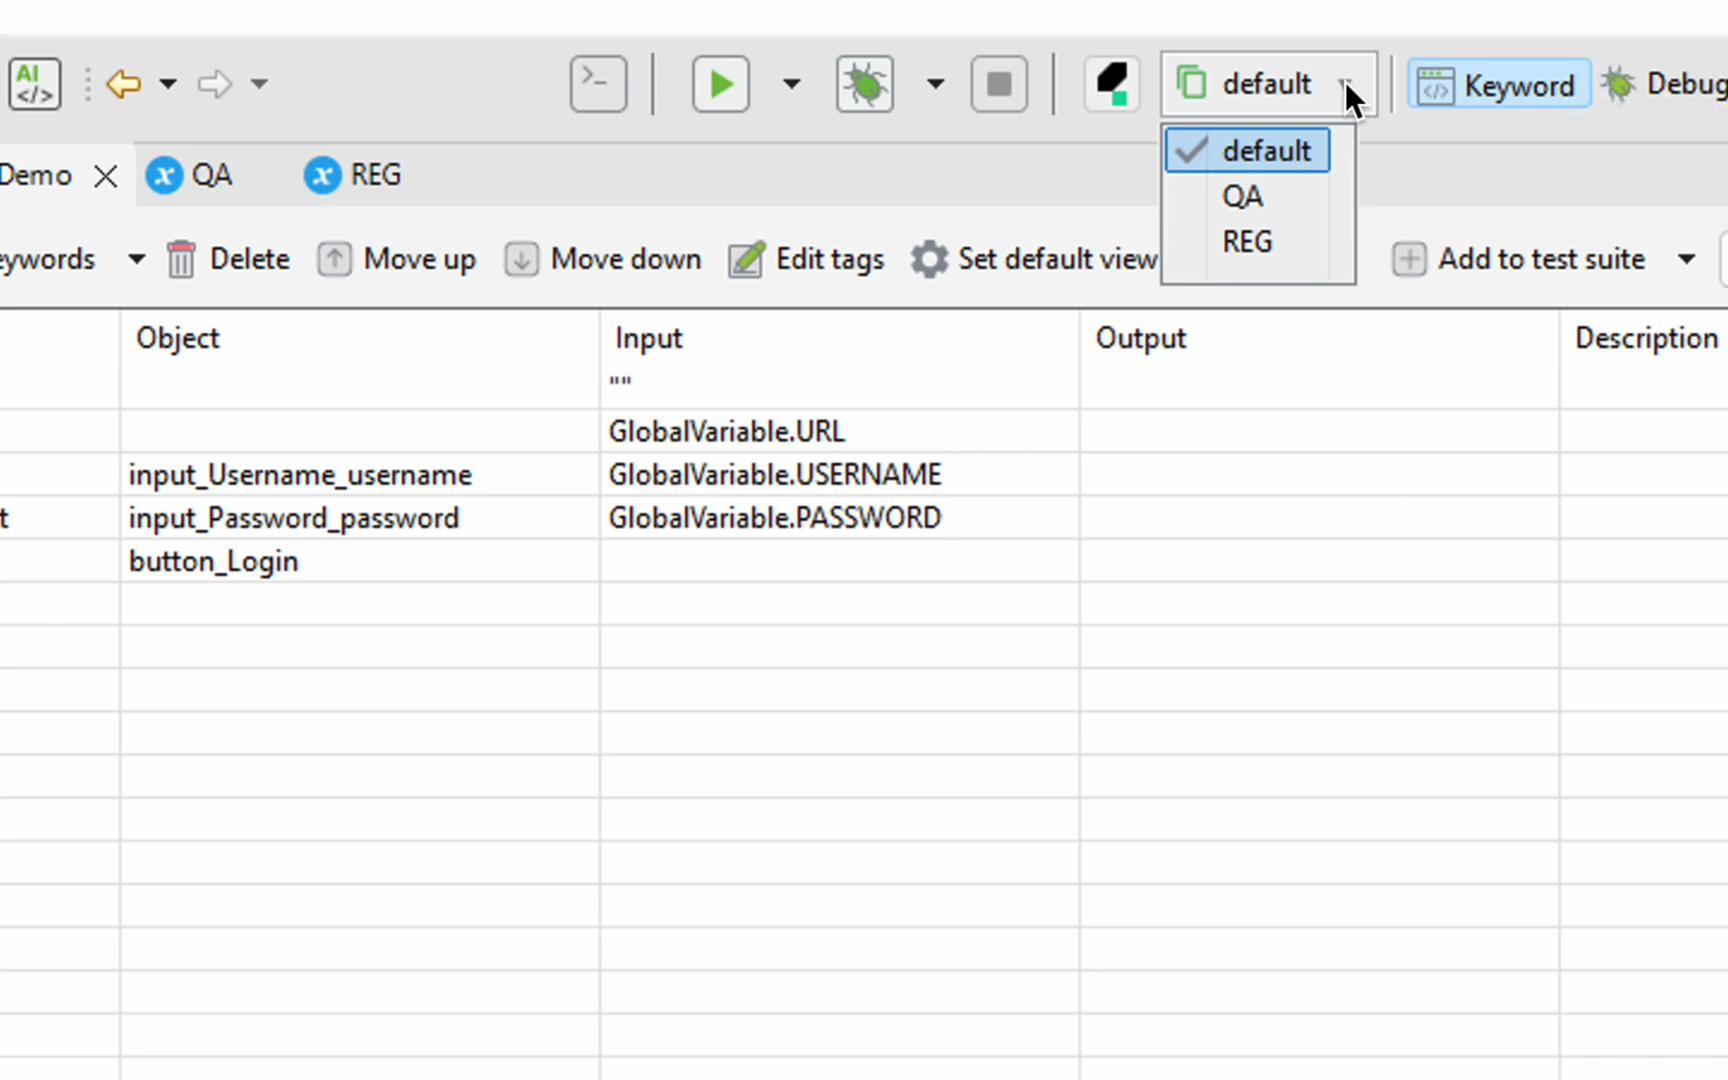 AI
</>
>-
default
Keyword
Debug
default
QA
REG
Demo
QA
REG
eywords
Delete
Move up
Move down
Edit tags
Set default view
Add to test suite
Object
Input
Output
Description
""
GlobalVariable.URL
input_Username_username
GlobalVariable.USERNAME
t
input_Password_password
GlobalVariable.PASSWORD
button_Login